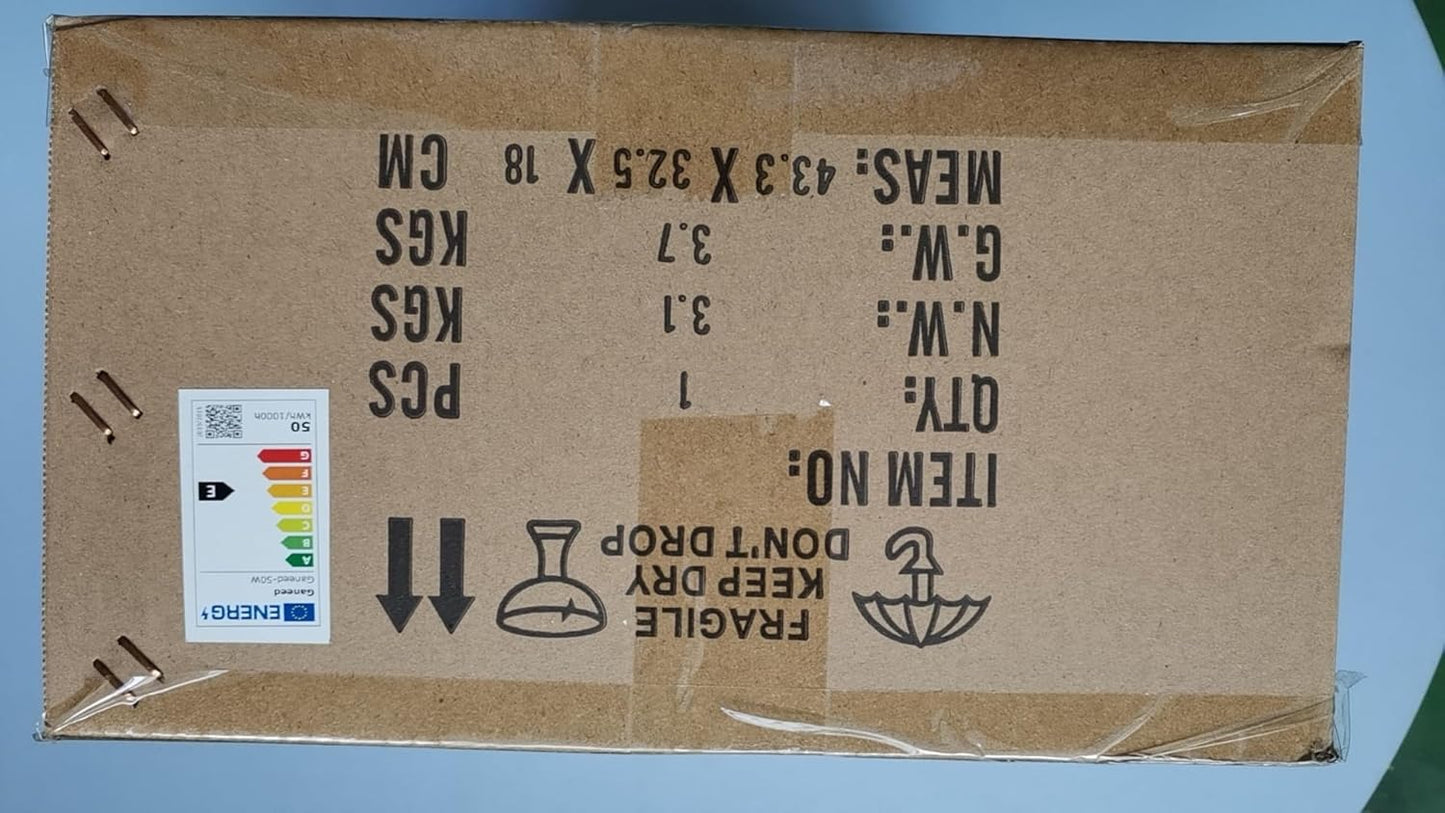 FRAGILE
KEEP DRY
DON'T DROP
ITEM NO:
QTY: 1 PCS
N.W.: 3.1 KGS
G.W.: 3.7 KGS
MEAS: 43.3 X 32.5 X 18 CM
ENERG
Ganeed
Ganeed-50W
A
B
C
D
E
F
G
E
50
kWh/1000h